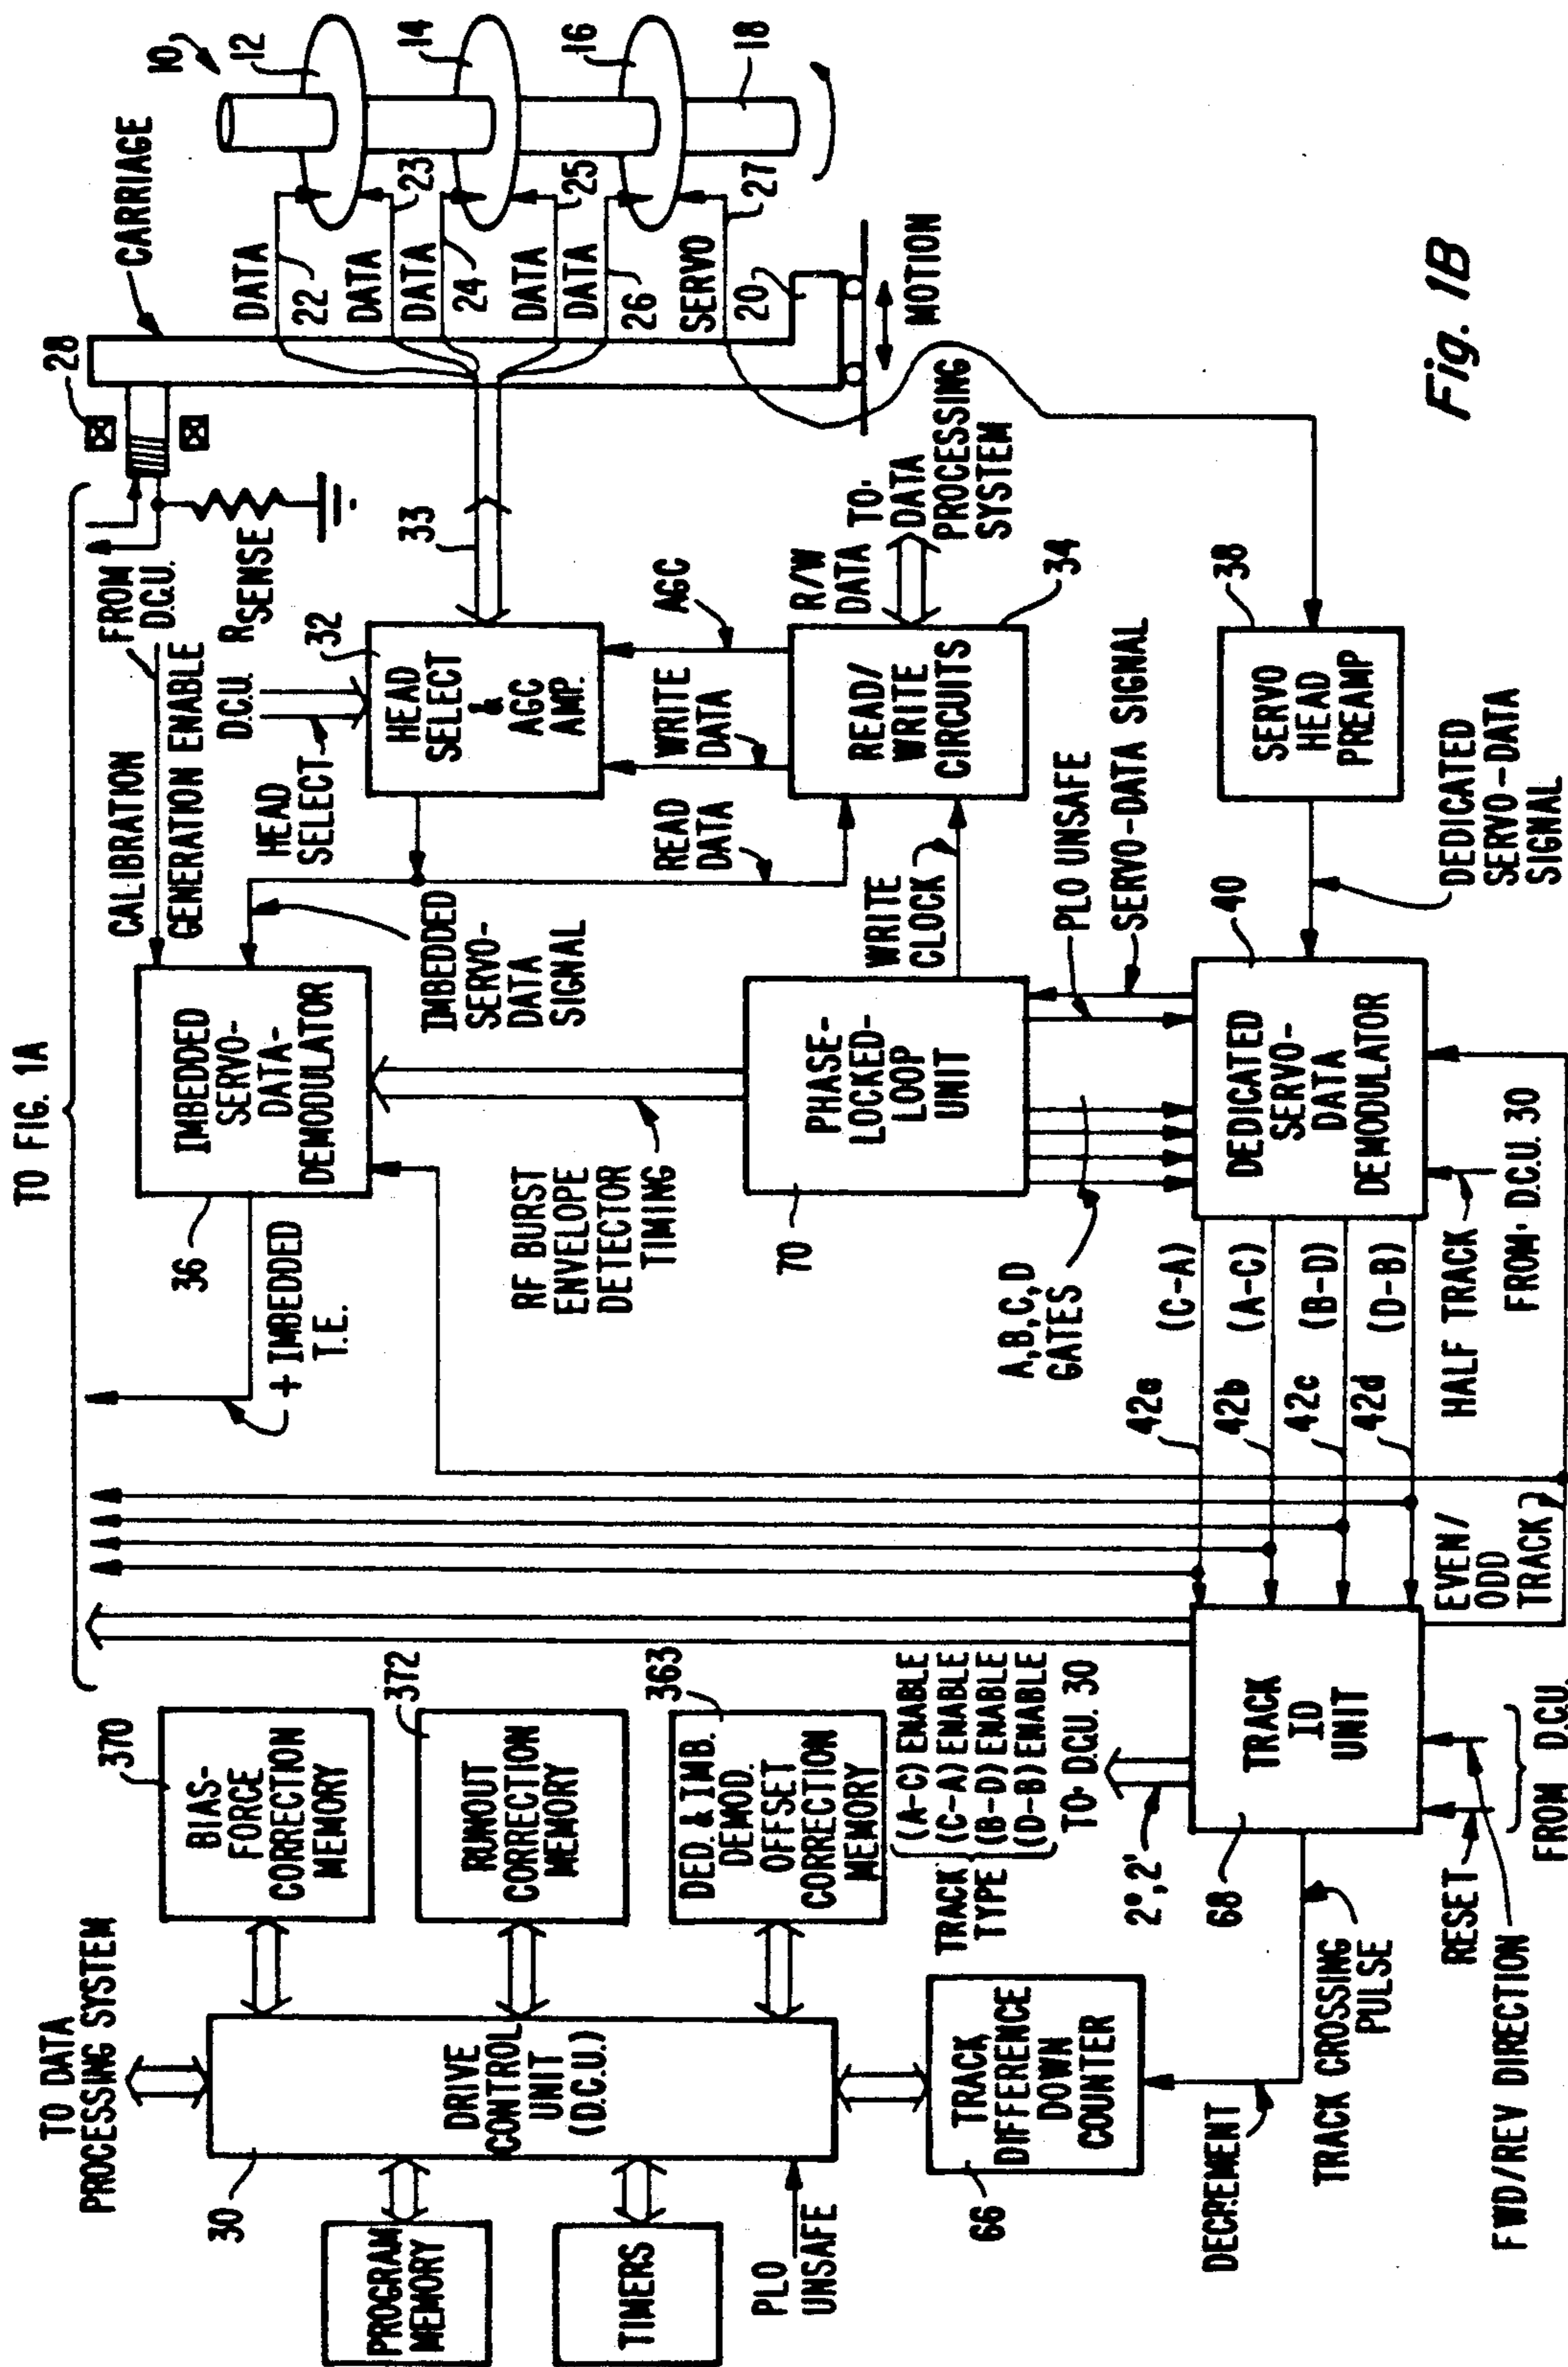 TO FIG. 1A
TO DATA
PROCESSING SYSTEM
30
DRIVE
CONTROL
UNIT
(D.C.U.)
PROGRAM
MEMORY
TIMERS
PLO
UNSAFE
370
BIAS-
FORCE
CORRECTION
MEMORY
372
RUNOUT
CORRECTION
MEMORY
363
DED. & IMB.
DEMOD.
OFFSET
CORRECTION
MEMORY
66
TRACK
DIFFERENCE
DOWN
COUNTER
DECREMENT
TRACK CROSSING
PULSE
TRACK
TYPE
(A-C) ENABLE
(C-A) ENABLE
(B-D) ENABLE
(D-B) ENABLE
2°, 2'
TO D.C.U. 30
68
TRACK
ID
UNIT
RESET
FWD/REV DIRECTION
FROM D.C.U.
EVEN/
ODD
TRACK
+ IMBEDDED
T.E.
36
IMBEDDED
SERVO-
DATA-
DEMODULATOR
CALIBRATION
GENERATION ENABLE
FROM
D.C.U.
RF BURST
ENVELOPE
DETECTOR
TIMING
IMBEDDED
SERVO-
DATA
SIGNAL
70
PHASE-
LOCKED-
LOOP
UNIT
A,B,C,D
GATES
WRITE
CLOCK
PLO UNSAFE
SERVO-DATA SIGNAL
40
DEDICATED
SERVO-
DATA
DEMODULATOR
42a
(C-A)
42b
(A-C)
42c
(B-D)
42d
(D-B)
HALF TRACK
FROM D.C.U. 30
HEAD
SELECT
D.C.U.
RSENSE
32
HEAD
SELECT
&
AGC
AMP.
33
READ
DATA
WRITE
DATA
AGC
READ/
WRITE
CIRCUITS
34
R/W
DATA
TO
DATA
PROCESSING
SYSTEM
38
SERVO
HEAD
PREAMP
DEDICATED
SERVO-DATA
SIGNAL
28
CARRIAGE
10
12
14
16
18
DATA
22
DATA
23
DATA
24
DATA
25
DATA
26
SERVO
27
20
MOTION
Fig. 1B